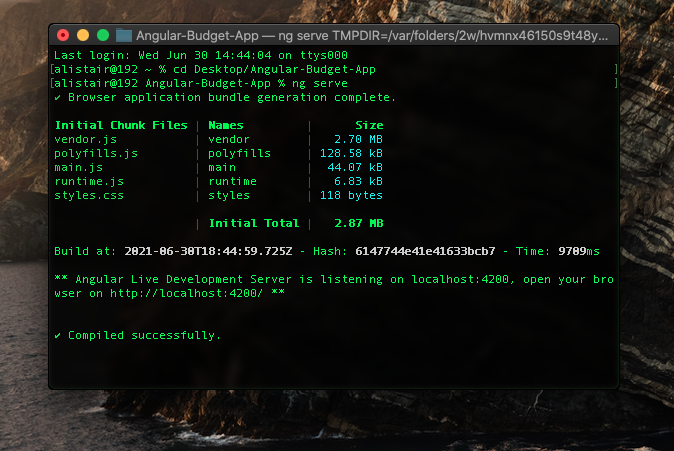 Angular-Budget-App — ng serve TMPDIR=/var/folders/2w/hvmnx46150s9t48y...
Last login: Wed Jun 30 14:44:04 on ttys000
[alistair@192 ~ % cd Desktop/Angular-Budget-App ]
[alistair@192 Angular-Budget-App % ng serve ]
✔ Browser application bundle generation complete.
Initial Chunk Files | Names | Size
vendor.js | vendor | 2.70 MB
polyfills.js | polyfills | 128.58 kB
main.js | main | 44.07 kB
runtime.js | runtime | 6.83 kB
styles.css | styles | 118 bytes
| Initial Total | 2.87 MB
Build at: 2021-06-30T18:44:59.725Z - Hash: 6147744e41e41633bcb7 - Time: 9709ms
** Angular Live Development Server is listening on localhost:4200, open your bro
wser on http://localhost:4200/ **
✔ Compiled successfully.